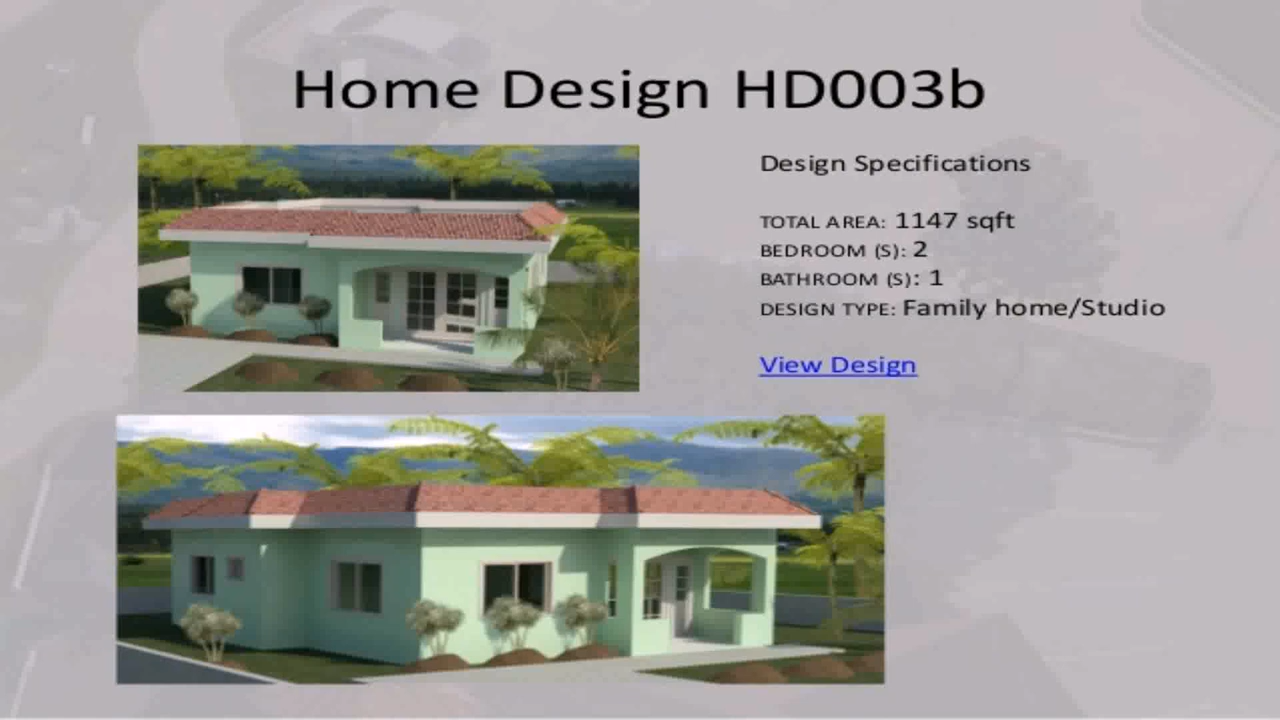 Home Design HD003b
Design Specifications
TOTAL AREA: 1147 sqft
BEDROOM (S): 2
BATHROOM (S): 1
DESIGN TYPE: Family home/Studio
View Design